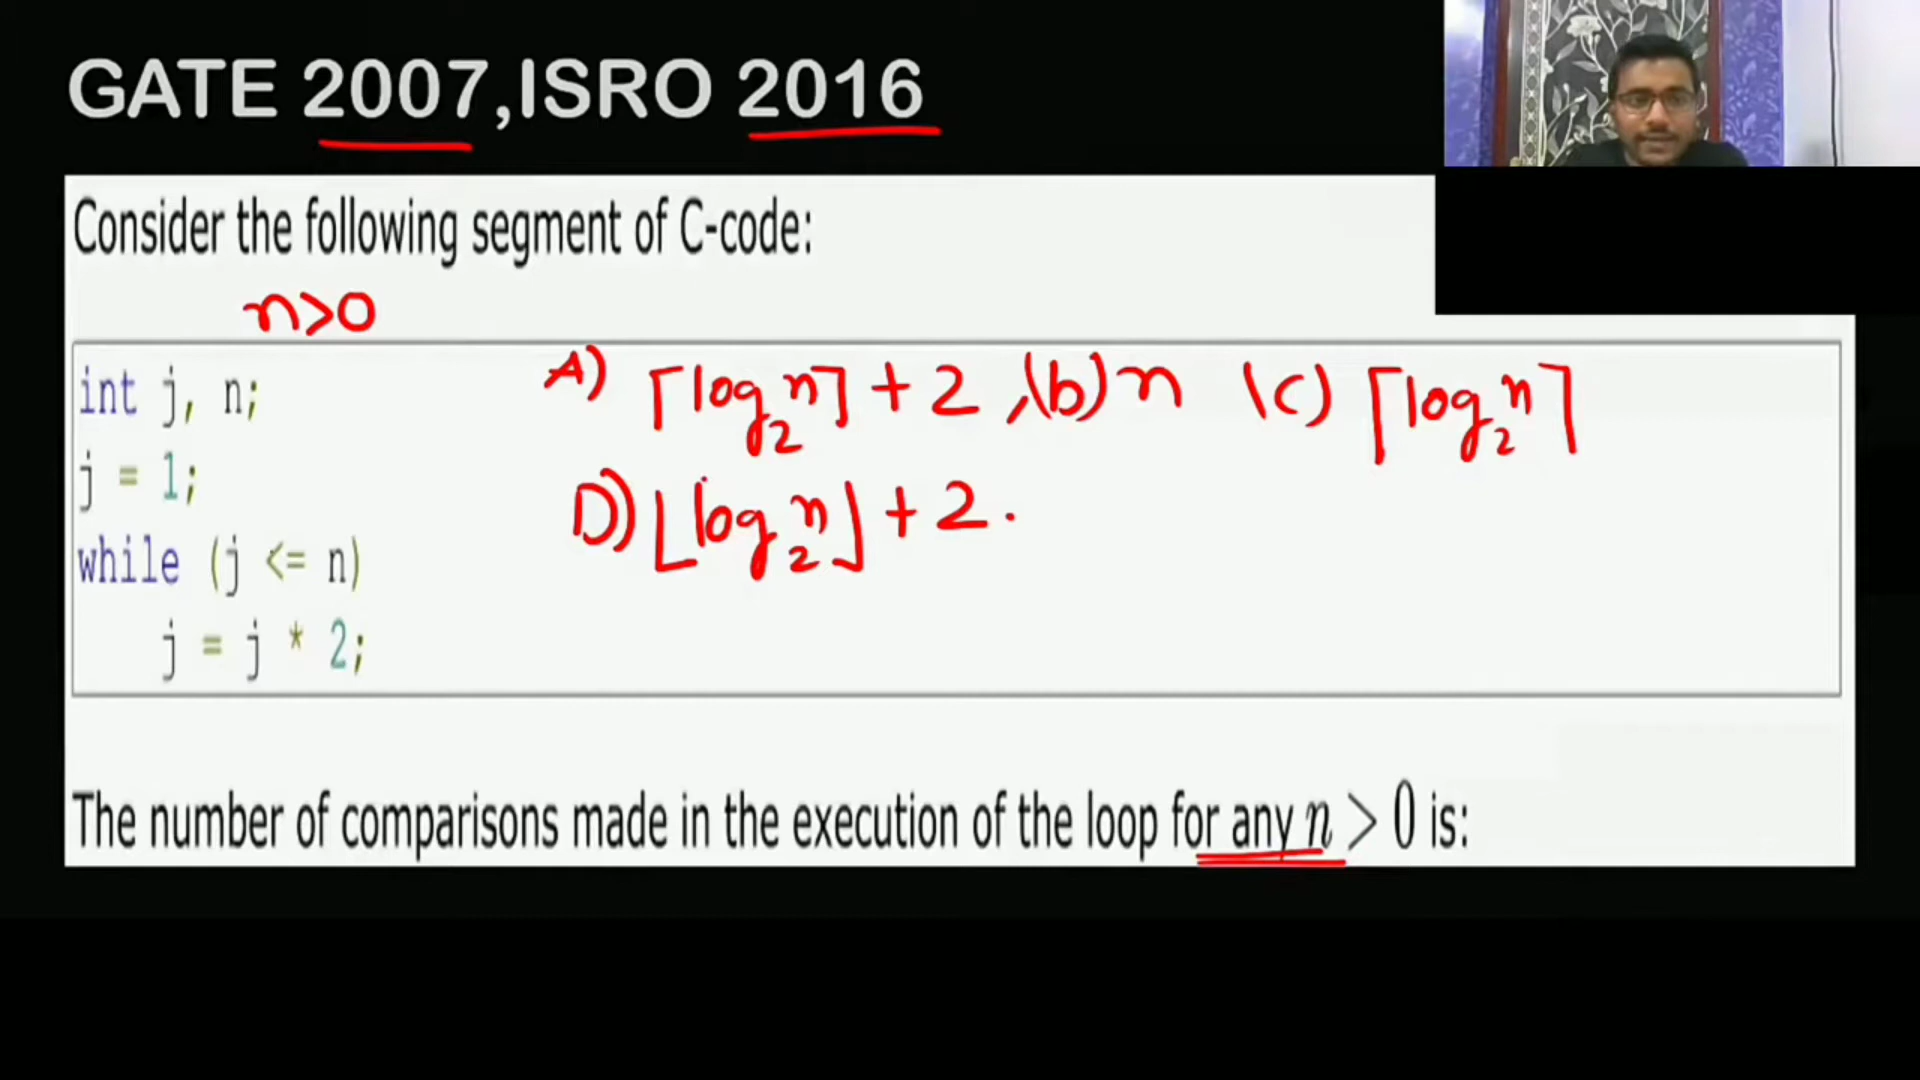 GATE 2007,ISRO 2016
Consider the following segment of C-code:
n>0
int j, n;
j = 1;
while (j <= n)
j = j * 2;
A) ⌈log₂n⌉ + 2 ,(b) n (C) ⌈log₂n⌉
D) ⌊log₂n⌋ + 2.
The number of comparisons made in the execution of the loop for any n > 0 is: